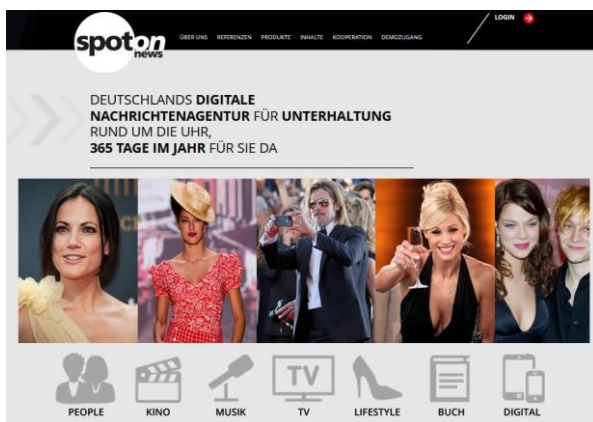 spot on
news
ÜBER UNS REFERENZEN PRODUKTE INHALTE KOOPERATION DEMOZUGANG
LOGIN
DEUTSCHLANDS DIGITALE
NACHRICHTENAGENTUR FÜR UNTERHALTUNG
RUND UM DIE UHR,
365 TAGE IM JAHR FÜR SIE DA
TV
PEOPLE KINO MUSIK TV LIFESTYLE BUCH DIGITAL